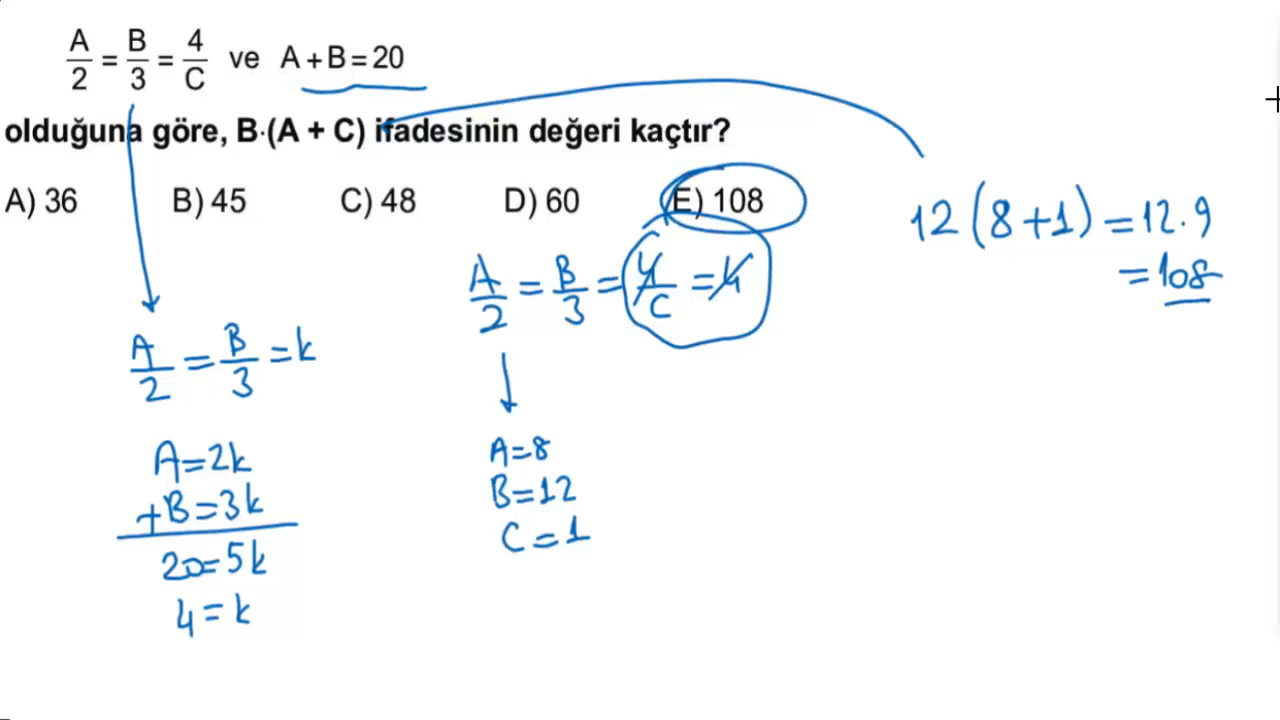 A/2 = B/3 = 4/C ve A + B = 20
olduğuna göre, B·(A + C) ifadesinin değeri kaçtır?
A) 36 B) 45 C) 48 D) 60 E) 108
12(8+1) = 12.9
= 108
A/2 = B/3 = k
A = 2k
+B = 3k
20 = 5k
4 = k
A/2 = B/3 = 4/C = 4
A = 8
B = 12
C = 1